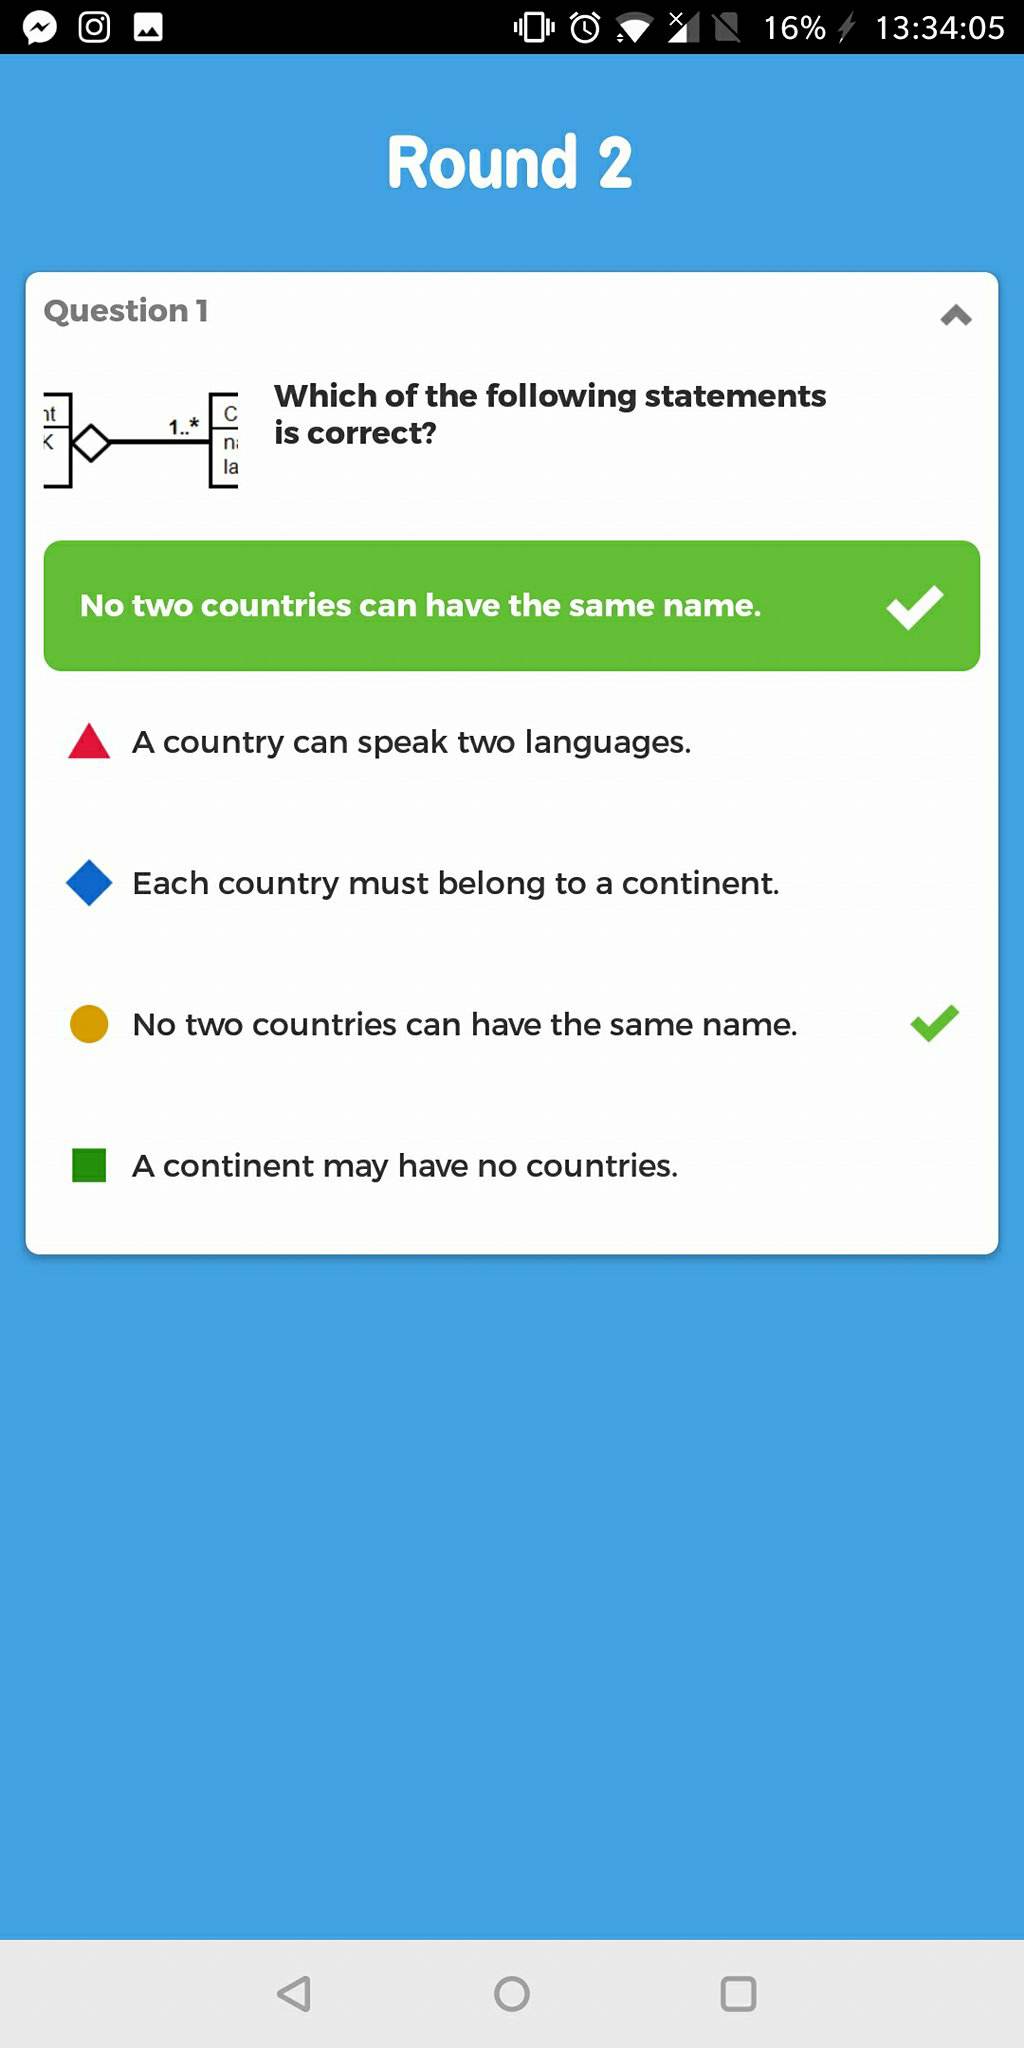 16% 13:34:05
Round 2
Question 1
nt
K
1..*
C
la
Which of the following statements
is correct?
No two countries can have the same name.
A country can speak two languages.
Each country must belong to a continent.
No two countries can have the same name.
A continent may have no countries.